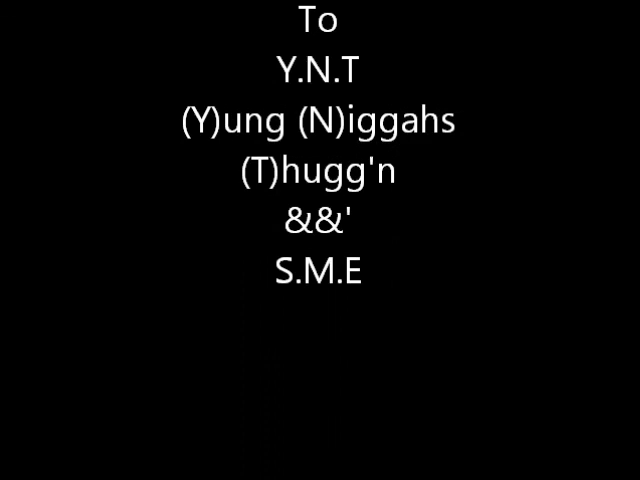 To
Y.N.T
(Y)ung (N)iggahs
(T)hugg'n
&&'
S.M.E